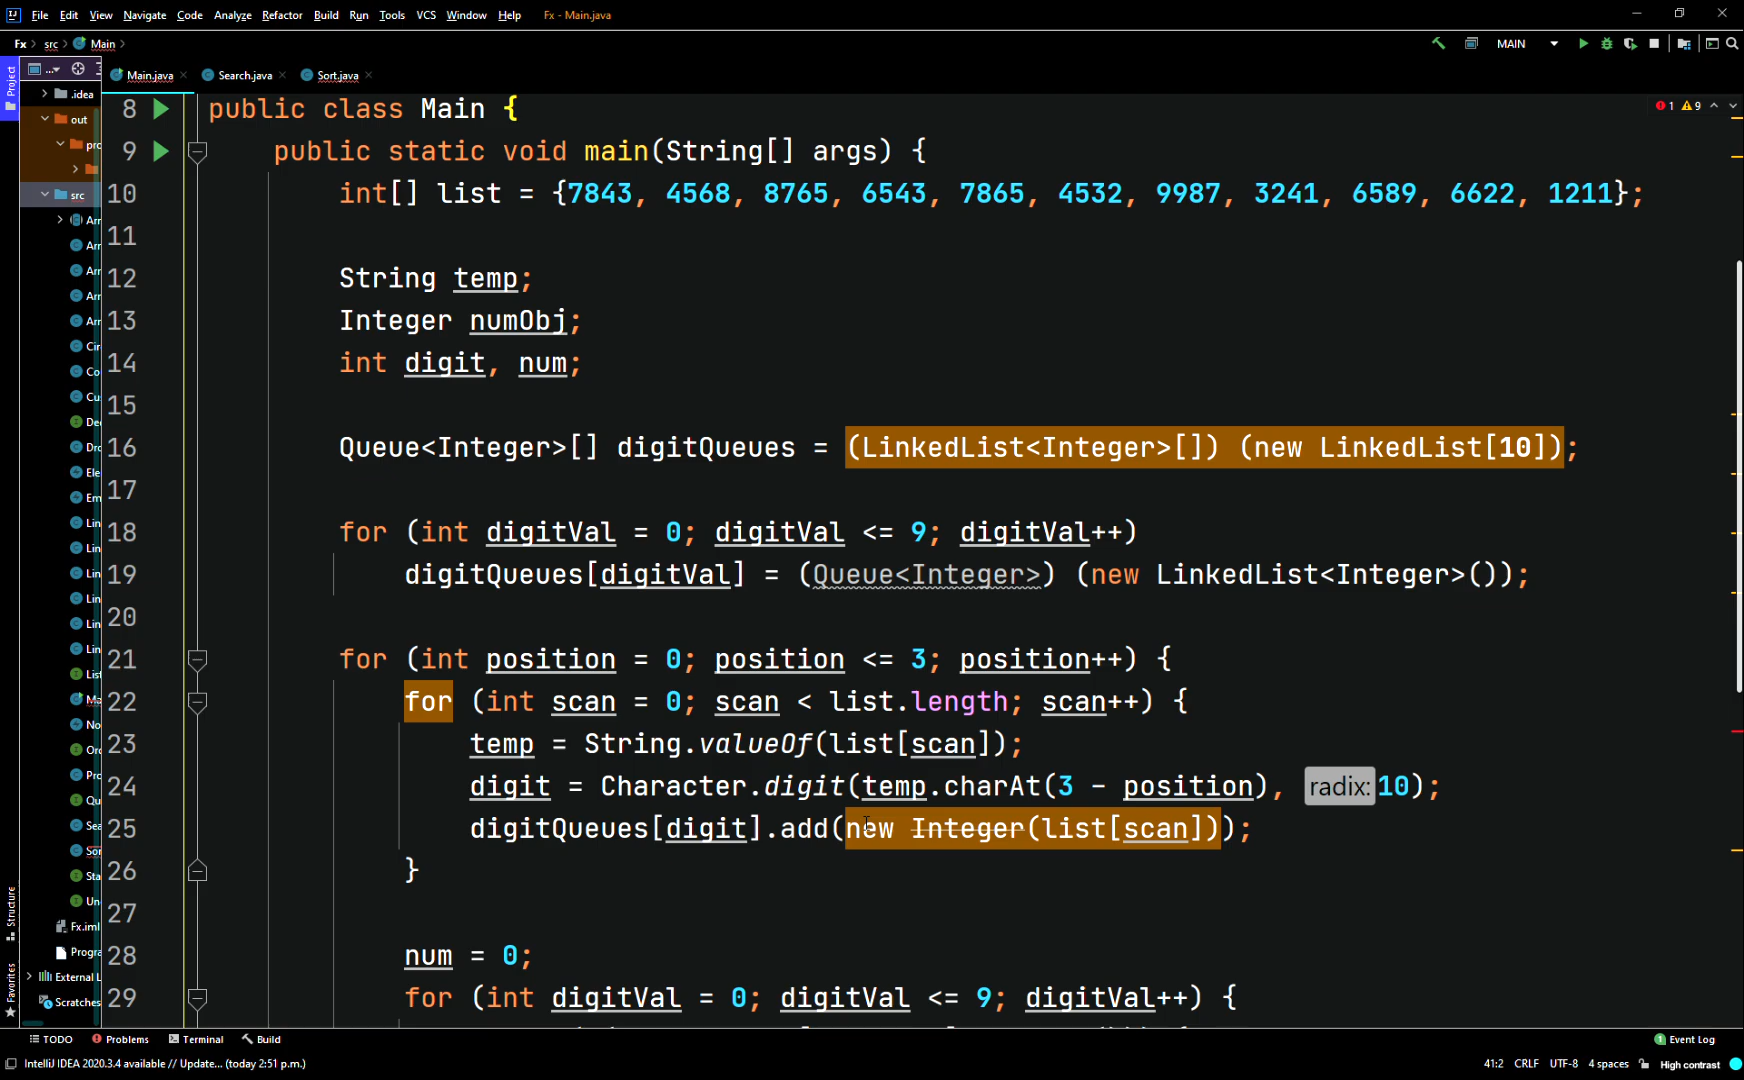 File Edit View Navigate Code Analyze Refactor Build Run Tools VCS Window Help Fx - Main.java
Fx src Main MAIN
Project ... Main.java Search.java Sort.java
.idea
out
src
1 9
8 public class Main {
9 public static void main(String[] args) {
10 int[] list = {7843, 4568, 8765, 6543, 7865, 4532, 9987, 3241, 6589, 6622, 1211};
11
12 String temp;
13 Integer numObj;
14 int digit, num;
15
16 Queue<Integer>[] digitQueues = (LinkedList<Integer>[]) (new LinkedList[10]);
17
18 for (int digitVal = 0; digitVal <= 9; digitVal++)
19 digitQueues[digitVal] = (Queue<Integer>) (new LinkedList<Integer>());
20
21 for (int position = 0; position <= 3; position++) {
22 for (int scan = 0; scan < list.length; scan++) {
23 temp = String.valueOf(list[scan]);
24 digit = Character.digit(temp.charAt(3 - position), radix: 10);
25 digitQueues[digit].add(new Integer(list[scan]));
26 }
27
28 num = 0;
29 for (int digitVal = 0; digitVal <= 9; digitVal++) {
Fx.iml
Progra
External L
Scratches
Structure
Favorites
TODO Problems Terminal Build 1 Event Log
IntelliJ IDEA 2020.3.4 available // Update... (today 2:51 p.m.) 41:2 CRLF UTF-8 4 spaces High contrast